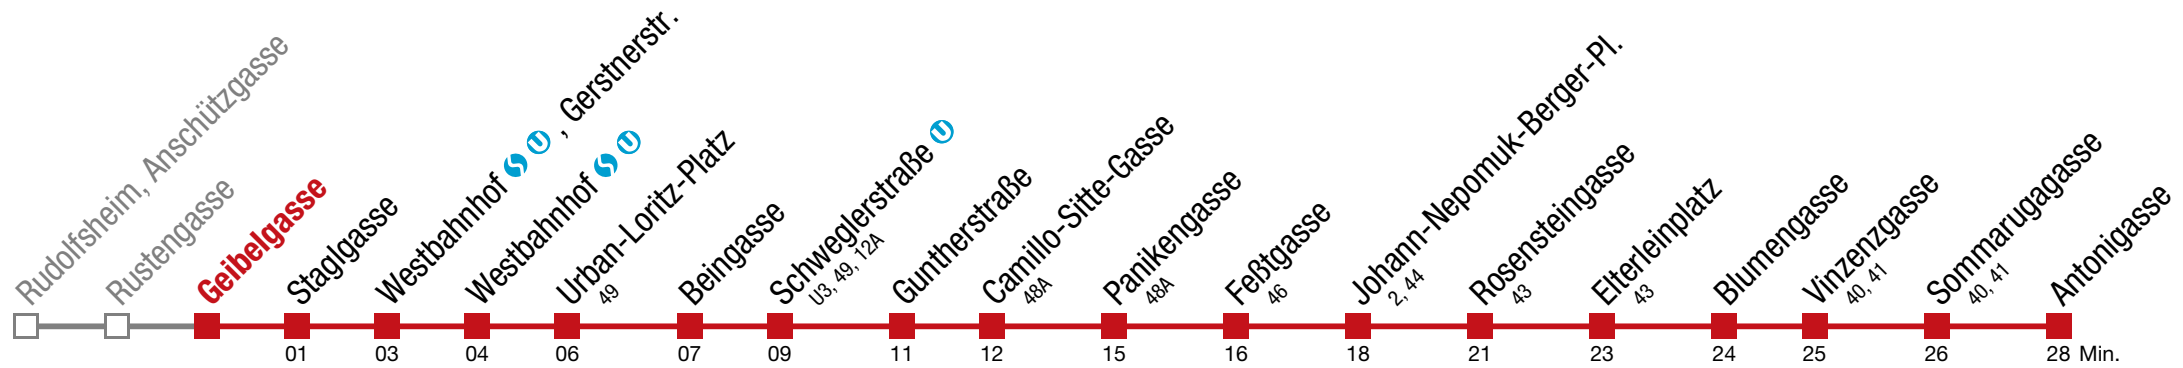 Rudolfsheim, Anschützgasse
Rustengasse
Geibelgasse
Staglgasse
Westbahnhof S U , Gerstnerstr.
Westbahnhof S U
Urban-Loritz-Platz
49
Beingasse
Schweglerstraße U
U3, 49, 12A
Guntherstraße
Camillo-Sitte-Gasse
48A
Panikengasse
48A
Feßtgasse
46
Johann-Nepomuk-Berger-Pl.
2, 44
Rosensteingasse
43
Elterleinplatz
43
Blumengasse
Vinzenzgasse
40, 41
Sommarugagasse
40, 41
Antonigasse
01 03 04 06 07 09 11 12 15 16 18 21 23 24 25 26 28 Min.